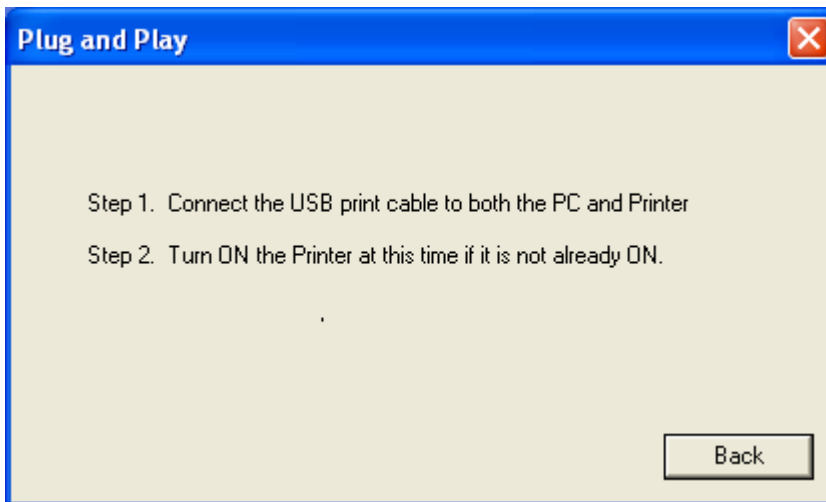 Plug and Play
Step 1. Connect the USB print cable to both the PC and Printer
Step 2. Turn ON the Printer at this time if it is not already ON.
.
Back